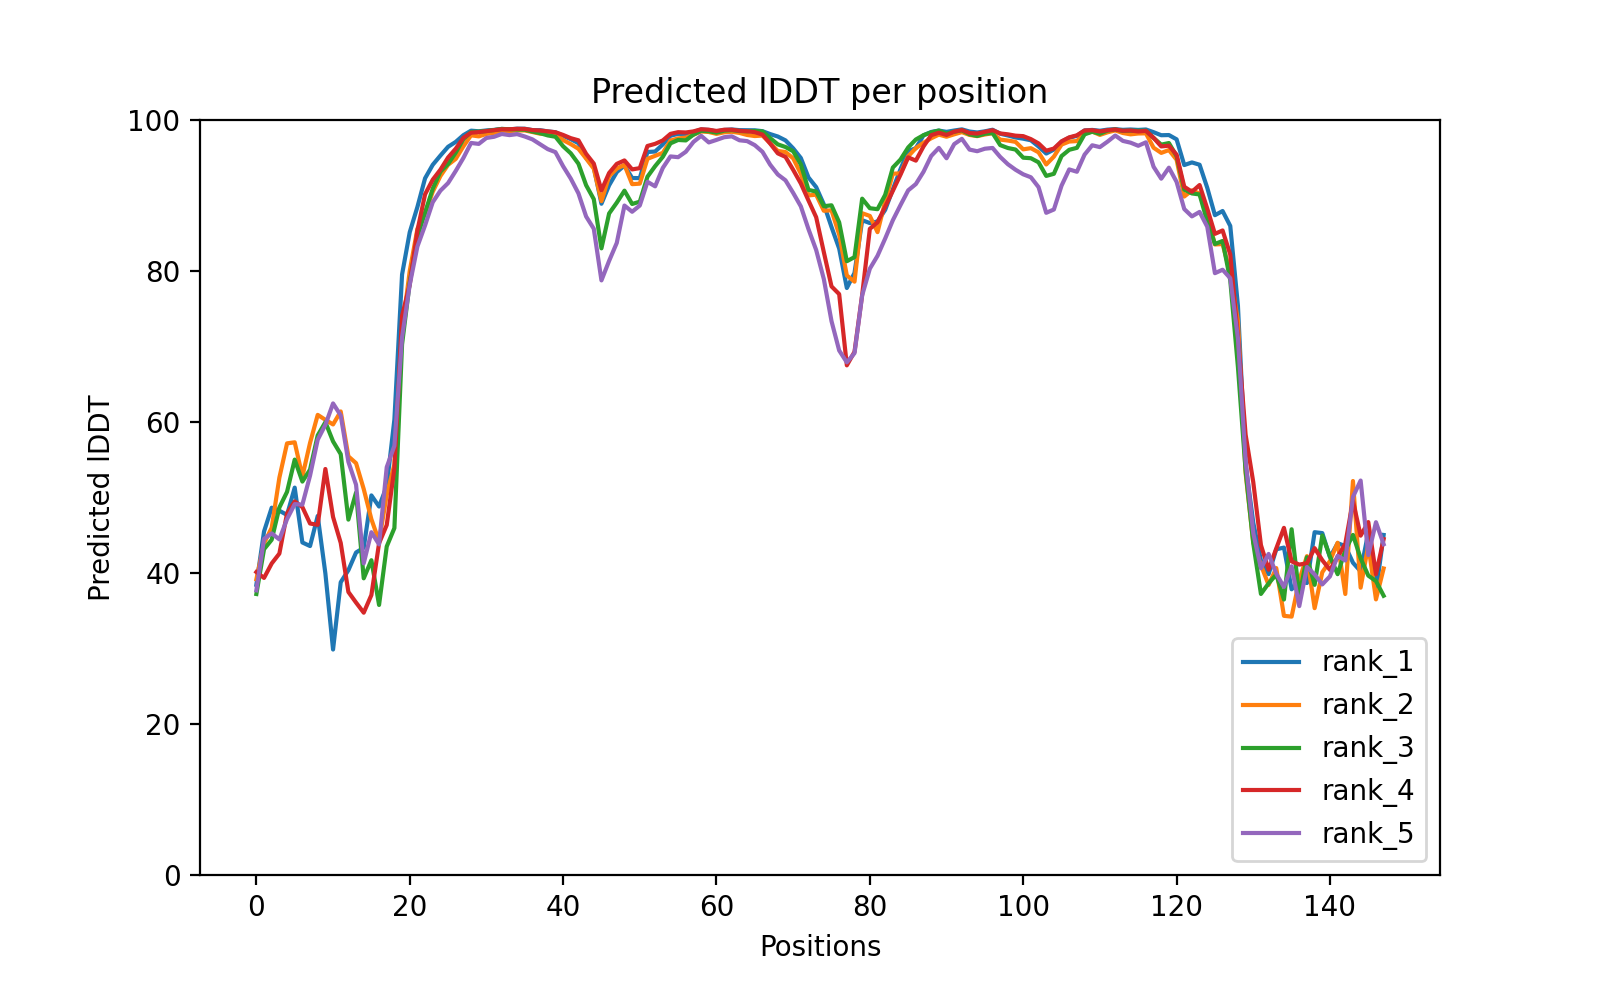 Predicted lDDT per position
100
80
60
40
20
0
Predicted lDDT
0 20 40 60 80 100 120 140
Positions
rank_1
rank_2
rank_3
rank_4
rank_5